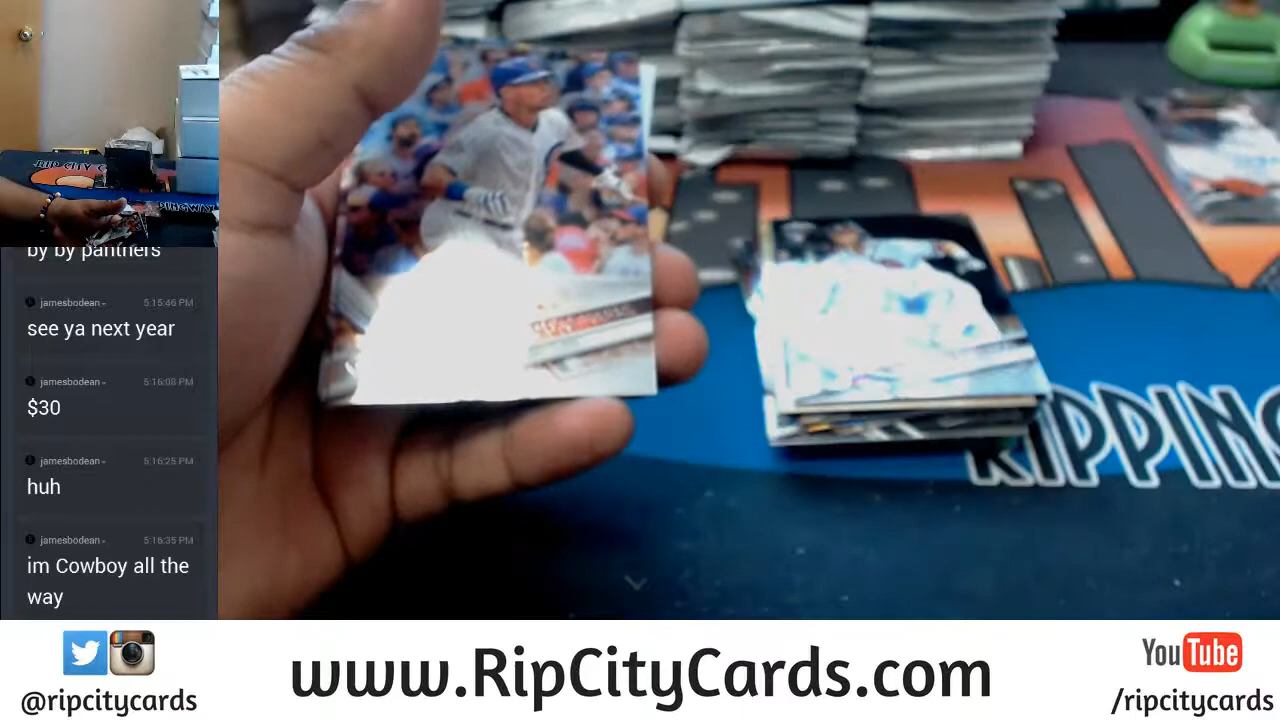 RIP CITY
by by panthers
jamesbodean
5:15:46 PM
see ya next year
jamesbodean
5:16:08 PM
$30
jamesbodean
5:16:25 PM
huh
jamesbodean
5:16:35 PM
im Cowboy all the
way
RIPPING
@ripcitycards
www.RipCityCards.com
YouTube
/ripcitycards